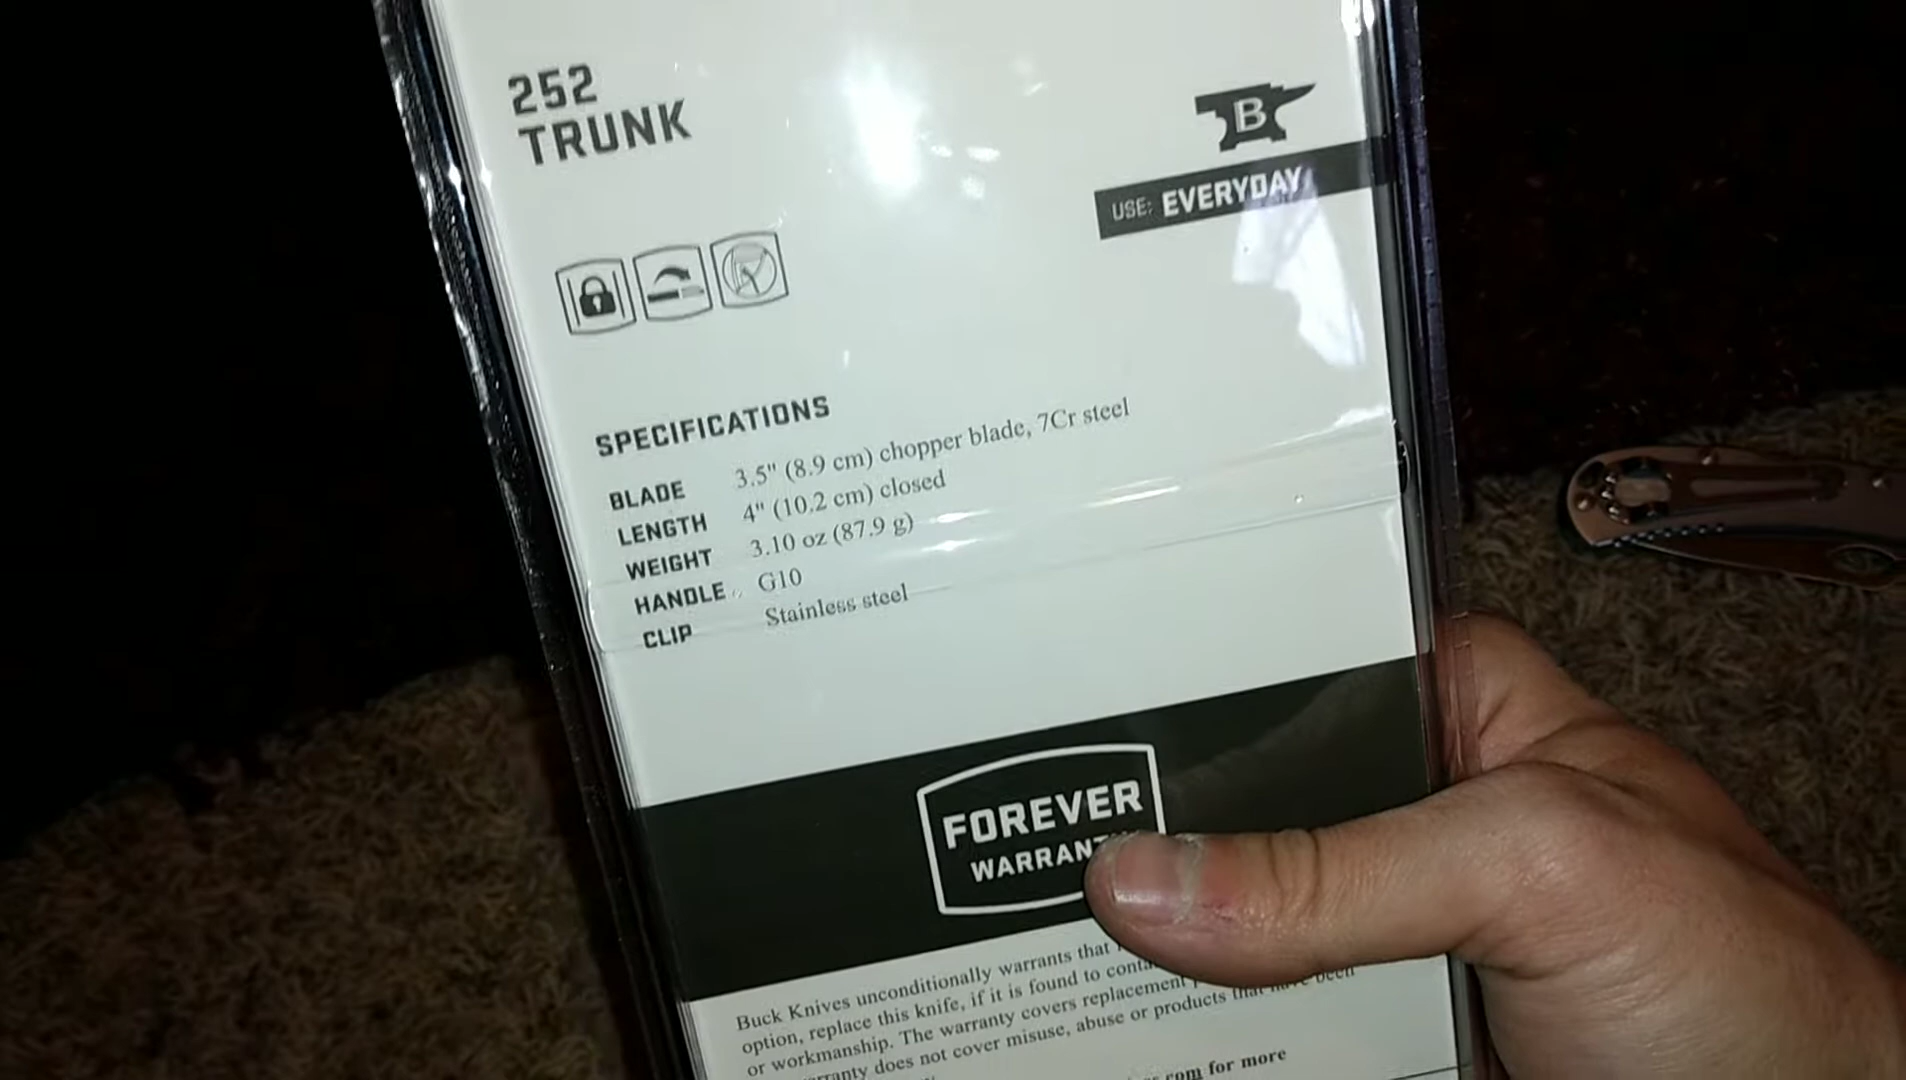 252
TRUNK
B
USE: EVERYDAY
SPECIFICATIONS
BLADE 3.5" (8.9 cm) chopper blade, 7Cr steel
LENGTH 4" (10.2 cm) closed
WEIGHT 3.10 oz (87.9 g)
HANDLE G10
CLIP Stainless steel
FOREVER
WARRANTY
Buck Knives unconditionally warrants that
option, replace this knife, if it is found to
or workmanship. The warranty covers replacement
does not cover misuse, abuse or products that have been
.com for more